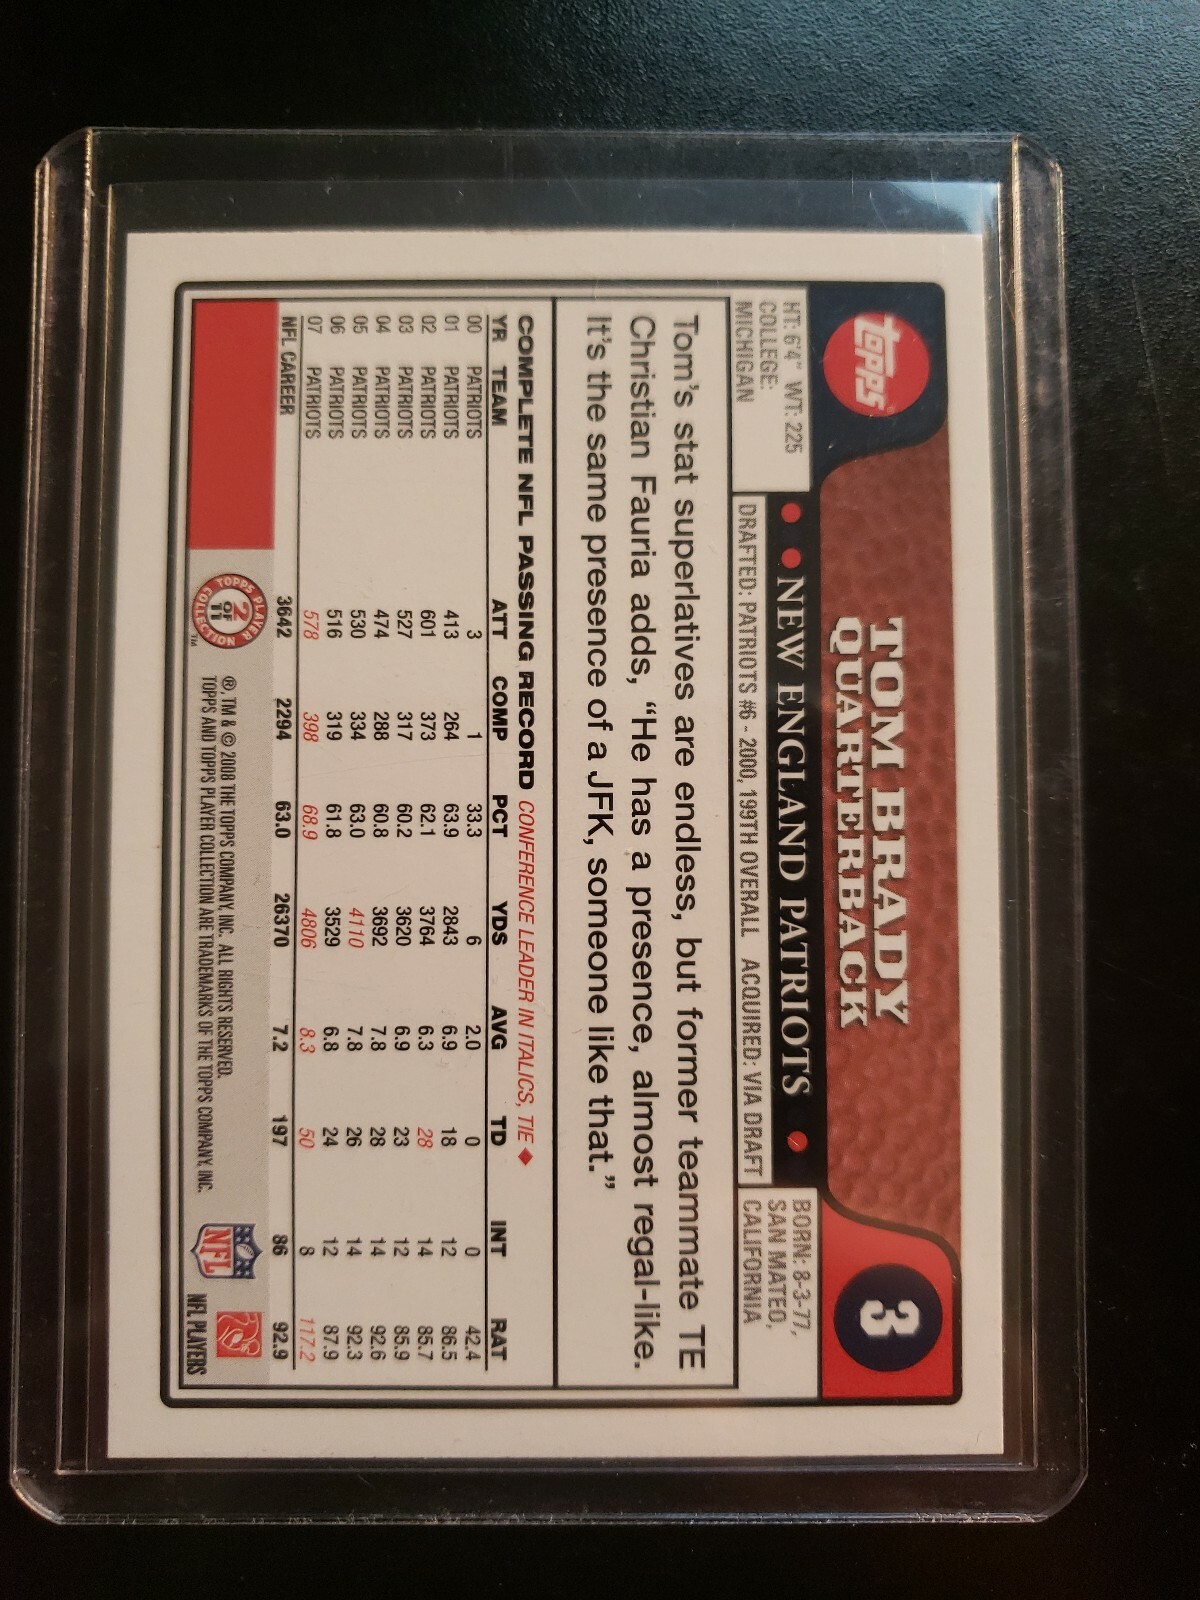 topps
TOM BRADY
QUARTERBACK
3
HT: 6'4" WT: 225
COLLEGE:
MICHIGAN
NEW ENGLAND PATRIOTS
DRAFTED: PATRIOTS #6 - 2000, 199TH OVERALL ACQUIRED: VIA DRAFT
BORN: 8-3-77,
SAN MATEO,
CALIFORNIA
Tom's stat superlatives are endless, but former teammate TE
Christian Fauria adds, “He has a presence, almost regal-like.
It's the same presence of a JFK, someone like that.”
COMPLETE NFL PASSING RECORD CONFERENCE LEADER IN ITALICS, TIE ◆
YR TEAM ATT COMP PCT YDS AVG TD INT RAT
00 PATRIOTS 3 1 33.3 6 2.0 0 0 42.4
01 PATRIOTS 413 264 63.9 2843 6.9 18 12 86.5
02 PATRIOTS 601 373 62.1 3764 6.3 28 14 85.7
03 PATRIOTS 527 317 60.2 3620 6.9 23 12 85.9
04 PATRIOTS 474 288 60.8 3692 7.8 28 14 92.6
05 PATRIOTS 530 334 63.0 4110 7.8 26 14 92.3
06 PATRIOTS 516 319 61.8 3529 6.8 24 12 87.9
07 PATRIOTS 578 398 68.9 4806 8.3 50 8 117.2
NFL CAREER 3642 2294 63.0 26370 7.2 197 86 92.9
TOPPS PLAYER
2
OF
11
COLLECTION
TM
®, TM & © 2008 THE TOPPS COMPANY, INC. ALL RIGHTS RESERVED.
TOPPS AND TOPPS PLAYER COLLECTION ARE TRADEMARKS OF THE TOPPS COMPANY, INC.
NFL
NFL PLAYERS